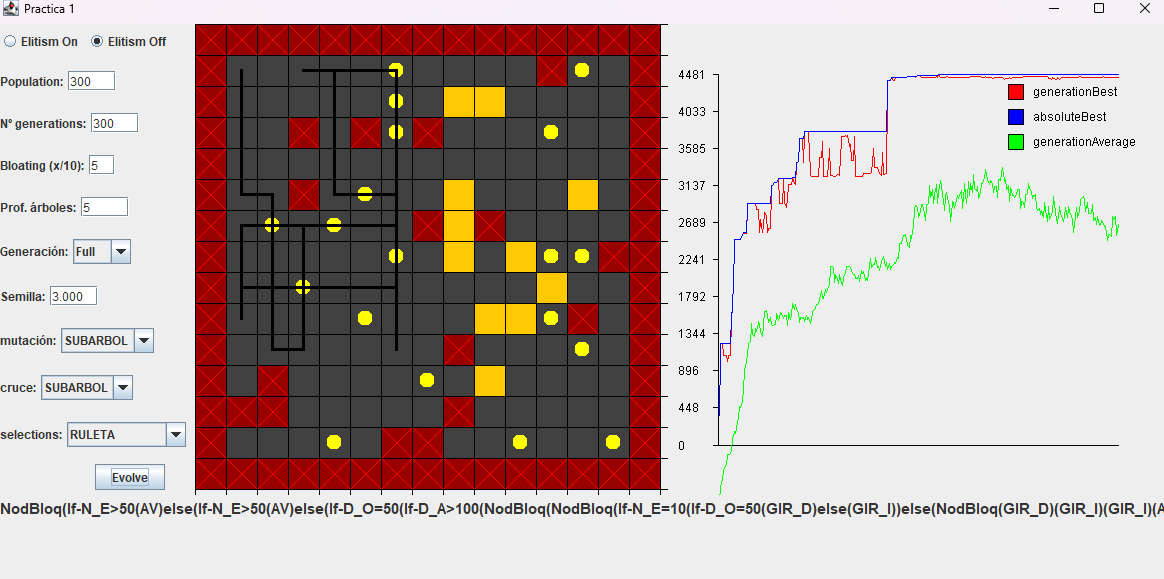 Practica 1
Elitism On Elitism Off
Population: 300
Nº generations: 300
Bloating (x/10): 5
Prof. árboles: 5
Generación: Full
Semilla: 3.000
mutación: SUBARBOL
cruce: SUBARBOL
selections: RULETA
Evolve
4481
4033
3585
3137
2689
2241
1792
1344
896
448
0
generationBest
absoluteBest
generationAverage
NodBloq(If-N_E>50(AV)else(If-N_E>50(AV)else(If-D_O=50(If-D_A>100(NodBloq(NodBloq(If-N_E=10(If-D_O=50(GIR_D)else(GIR_I))else(NodBloq(GIR_D)(GIR_I)(GIR_I)(A